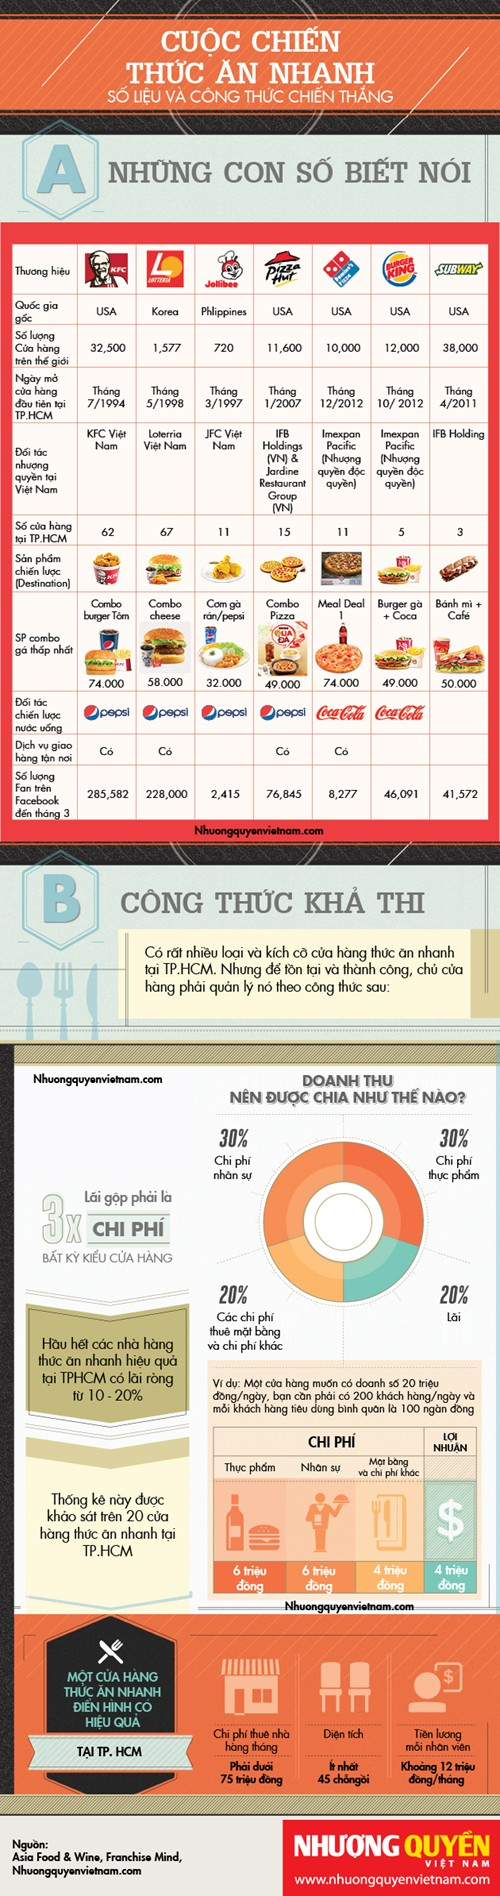 CUỘC CHIẾN
THỨC ĂN NHANH
SỐ LIỆU VÀ CÔNG THỨC CHIẾN THẮNG
A
NHỮNG CON SỐ BIẾT NÓI
Thương hiệu
KFC
LOTTERIA
Jollibee
Pizza Hut
Domino's Pizza
BURGER KING
SUBWAY
Quốc gia
gốc
USA
Korea
Phlippines
USA
USA
USA
USA
Số lượng
Cửa hàng
trên thế giới
32,500
1,577
720
11,600
10,000
12,000
38,000
Ngày mở
cửa hàng
đầu tiên tại
TP.HCM
Tháng
7/1994
Tháng
5/1998
Tháng
3/1997
Tháng
1/2007
Tháng
12/2012
Tháng
10/ 2012
Tháng
4/2011
Đối tác
nhượng
quyền tại
Việt Nam
KFC Việt
Nam
Loterria
Việt Nam
JFC Việt
Nam
IFB
Holdings
(VN) &
Jardine
Restaurant
Group
(VN)
Imexpan
Pacific
(Nhượng
quyền độc
quyền)
Imexpan
Pacific
(Nhượng
quyền độc
quyền)
IFB Holding
Số cửa hàng
tại TP.HCM
62
67
11
15
11
5
3
Sản phẩm
chiến lược
(Destination)
SP combo
gá thấp nhất
Combo
burger Tôm
74.000
Combo
cheese
58.000
Cơm gà
rán/pepsi
32.000
Combo
Pizza
49.000
Meal Deal
1
74.000
Burger gà
+ Coca
49.000
Bánh mì +
Café
50.000
Đối tác
chiến lược
nước uống
pepsi
pepsi
pepsi
pepsi
Coca-Cola
Coca-Cola
Dịch vụ giao
hàng tận nơi
Có
Có
Có
Có
Số lượng
Fan trên
Facebook
đến tháng 3
285,582
228,000
2,415
76,845
8,277
46,091
41,572
Nhuongquyenvietnam.com
B
CÔNG THỨC KHẢ THI
Có rất nhiều loại và kích cỡ cửa hàng thức ăn nhanh
tại TP.HCM. Nhưng để tồn tại và thành công, chủ cửa
hàng phải quản lý nó theo công thức sau:
Nhuongquyenvietnam.com
3x
Lãi gộp phải là
CHI PHÍ
BẤT KỲ KIỂU CỬA HÀNG
Hầu hết các nhà hàng
thức ăn nhanh hiệu quả
tại TPHCM có lãi ròng
từ 10 - 20%
Thống kê này được
khảo sát trên 20 cửa
hàng thức ăn nhanh tại
TP.HCM
DOANH THU
NÊN ĐƯỢC CHIA NHƯ THẾ NÀO?
30%
Chi phí
nhân sự
30%
Chi phí
thực phẩm
20%
Các chi phí
thuê mặt bằng
và chi phí khác
20%
Lãi
Ví dụ: Một cửa hàng muốn có doanh số 20 triệu
đồng/ngày, bạn cần phải có 200 khách hàng/ngày và
mỗi khách hàng tiêu dùng bình quân là 100 ngàn đồng
CHI PHÍ
LỢI
NHUẬN
Thực phẩm
Nhân sự
Mặt bằng
và chi phí khác
$
6 triệu
đồng
6 triệu
đồng
4 triệu
đồng
4 triệu
đồng
Nhuongquyenvietnam.com
MỘT CỬA HÀNG
THỨC ĂN NHANH
ĐIỂN HÌNH CÓ
HIỆU QUẢ
TẠI TP. HCM
Chi phí thuê nhà
hàng tháng
Phải dưới
75 triệu đồng
Diện tích
Ít nhất
45 chỗngồi
$
Tiền lương
mỗi nhân viên
Khoảng 12 triệu
đồng/tháng
Nguồn:
Asia Food & Wine, Franchise Mind,
Nhuongquyenvietnam.com
NHƯỢNG QUYỀN
VIỆT NAM
www.nhuongquyenvietnam.com